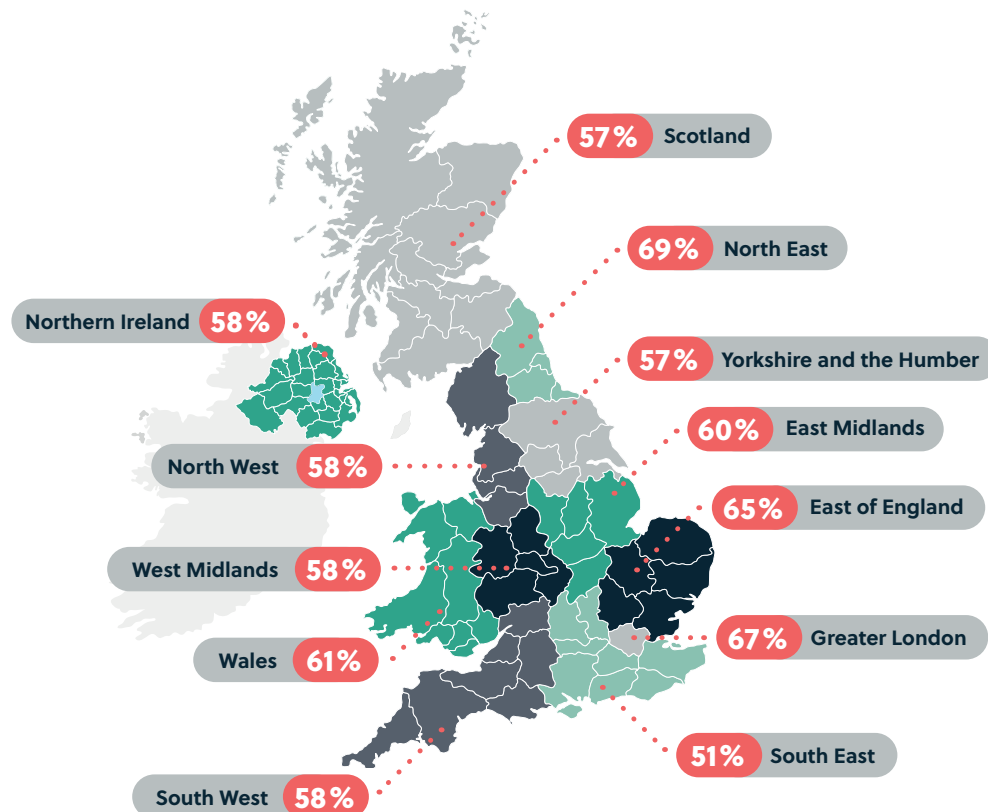 57% Scotland
69% North East
Northern Ireland 58%
57% Yorkshire and the Humber
60% East Midlands
North West 58%
65% East of England
West Midlands 58%
67% Greater London
Wales 61%
51% South East
South West 58%